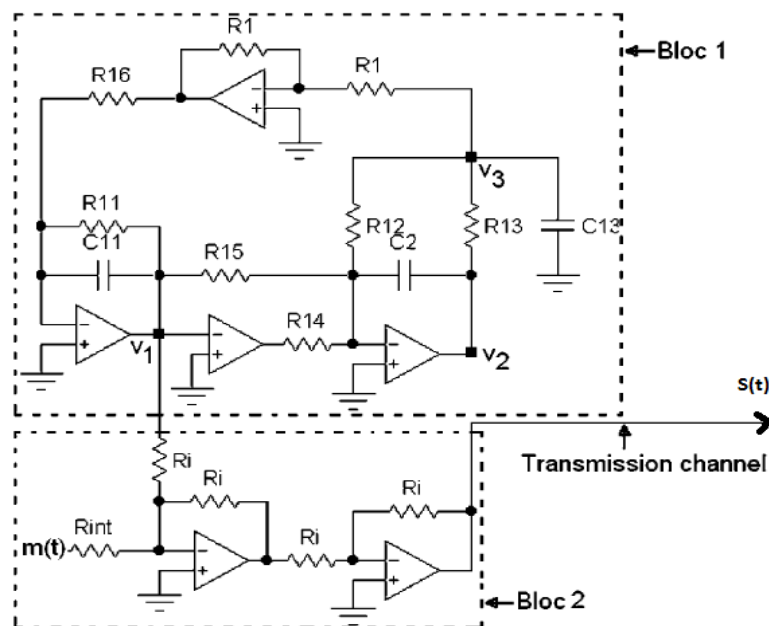 R1
Bloc 1
R16
R1
−
+
v3
R11
R12
R13
C13
C11
R15
C2
−
+
v1
−
+
R14
−
+
v2
S(t)
Ri
Ri
Transmission channel
Ri
Rint
m(t)
Ri
−
+
−
+
Bloc 2